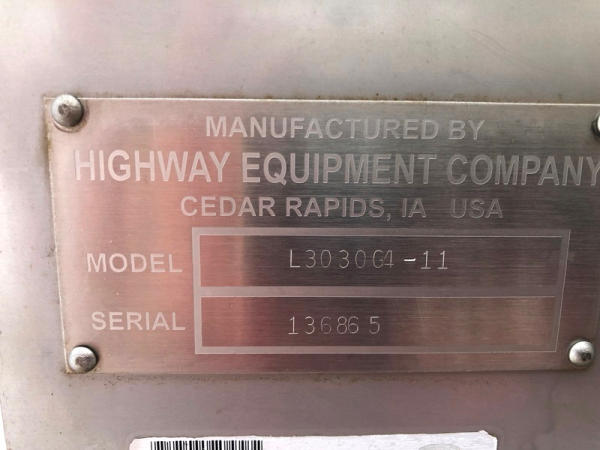 MANUFACTURED BY
HIGHWAY EQUIPMENT COMPANY
CEDAR RAPIDS, IA USA
MODEL L3030G4-11
SERIAL 136865